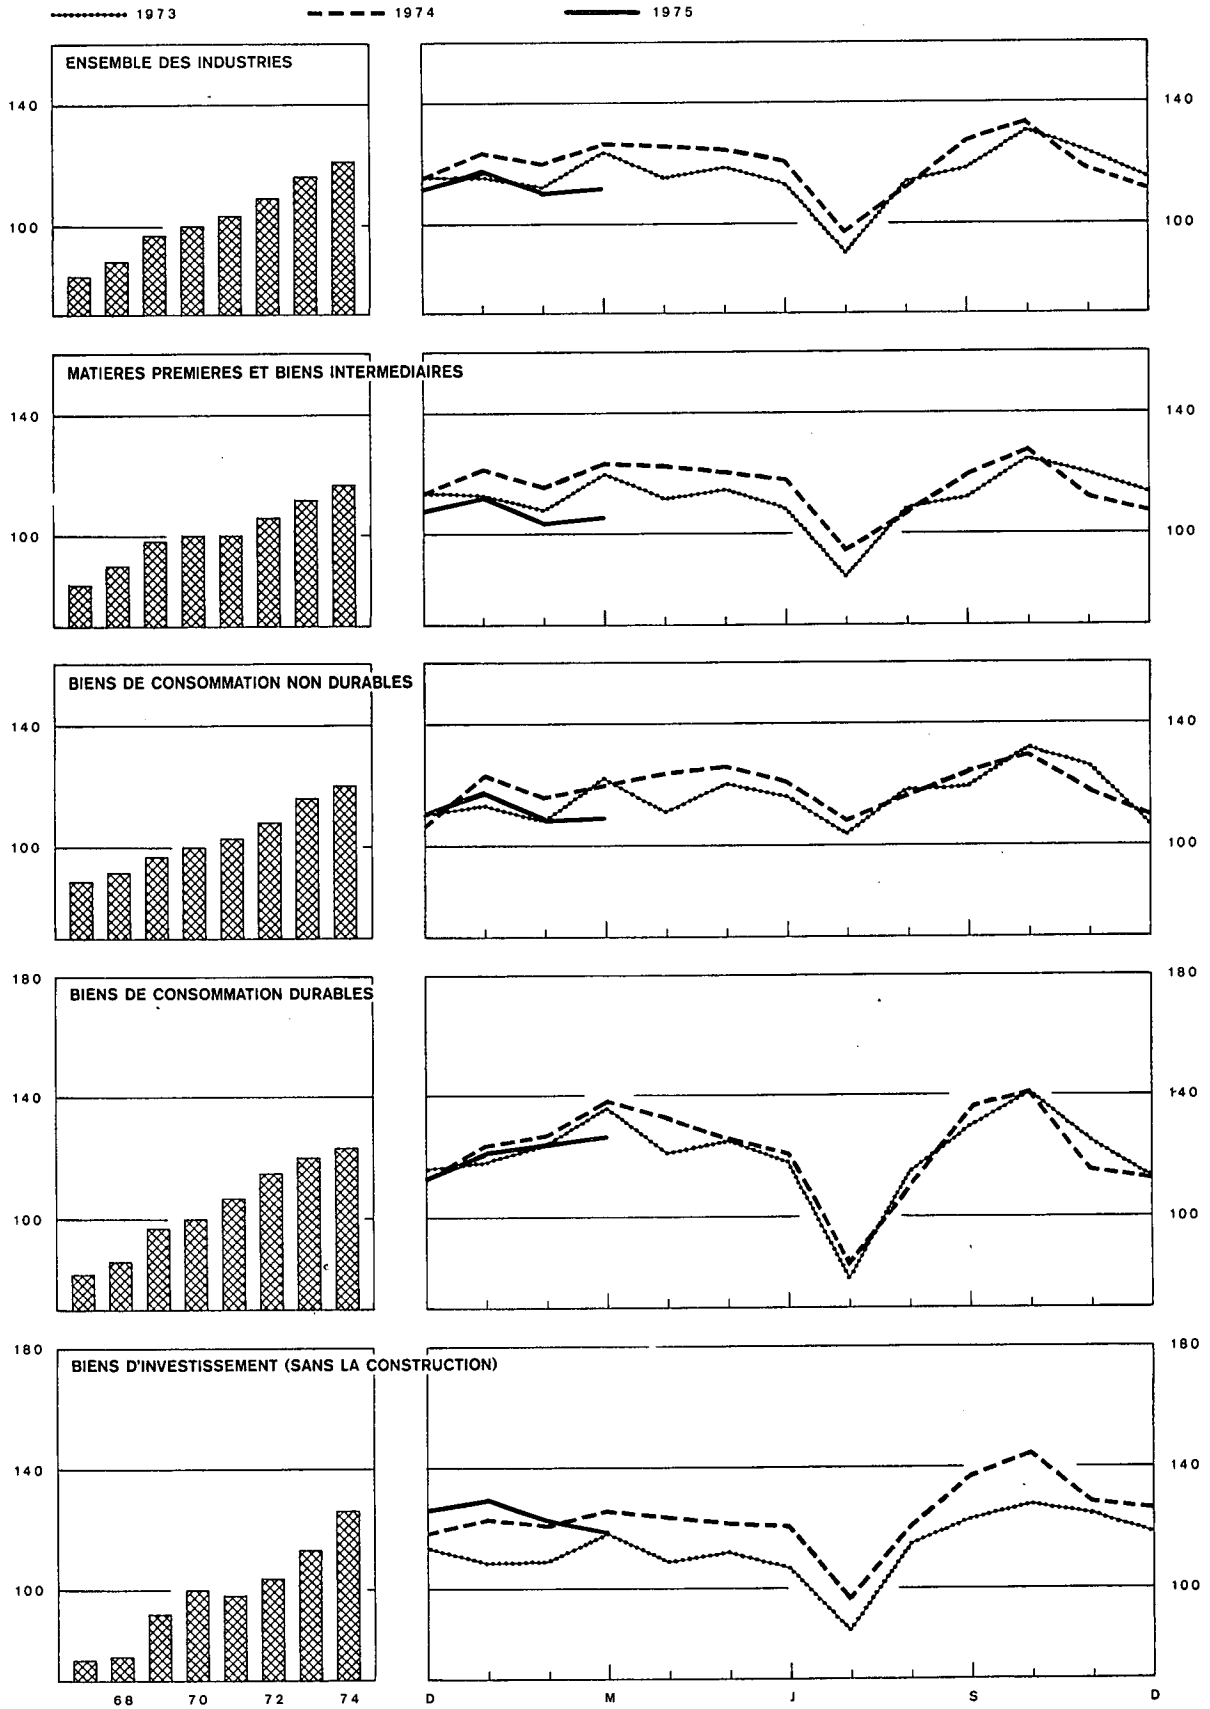 1973 1974 1975
ENSEMBLE DES INDUSTRIES
140 140
100 100
MATIERES PREMIERES ET BIENS INTERMEDIAIRES
140 140
100 100
BIENS DE CONSOMMATION NON DURABLES
140 140
100 100
180 180
BIENS DE CONSOMMATION DURABLES
140 140
100 100
180 180
BIENS D'INVESTISSEMENT (SANS LA CONSTRUCTION)
140 140
100 100
68 70 72 74 D M J S D